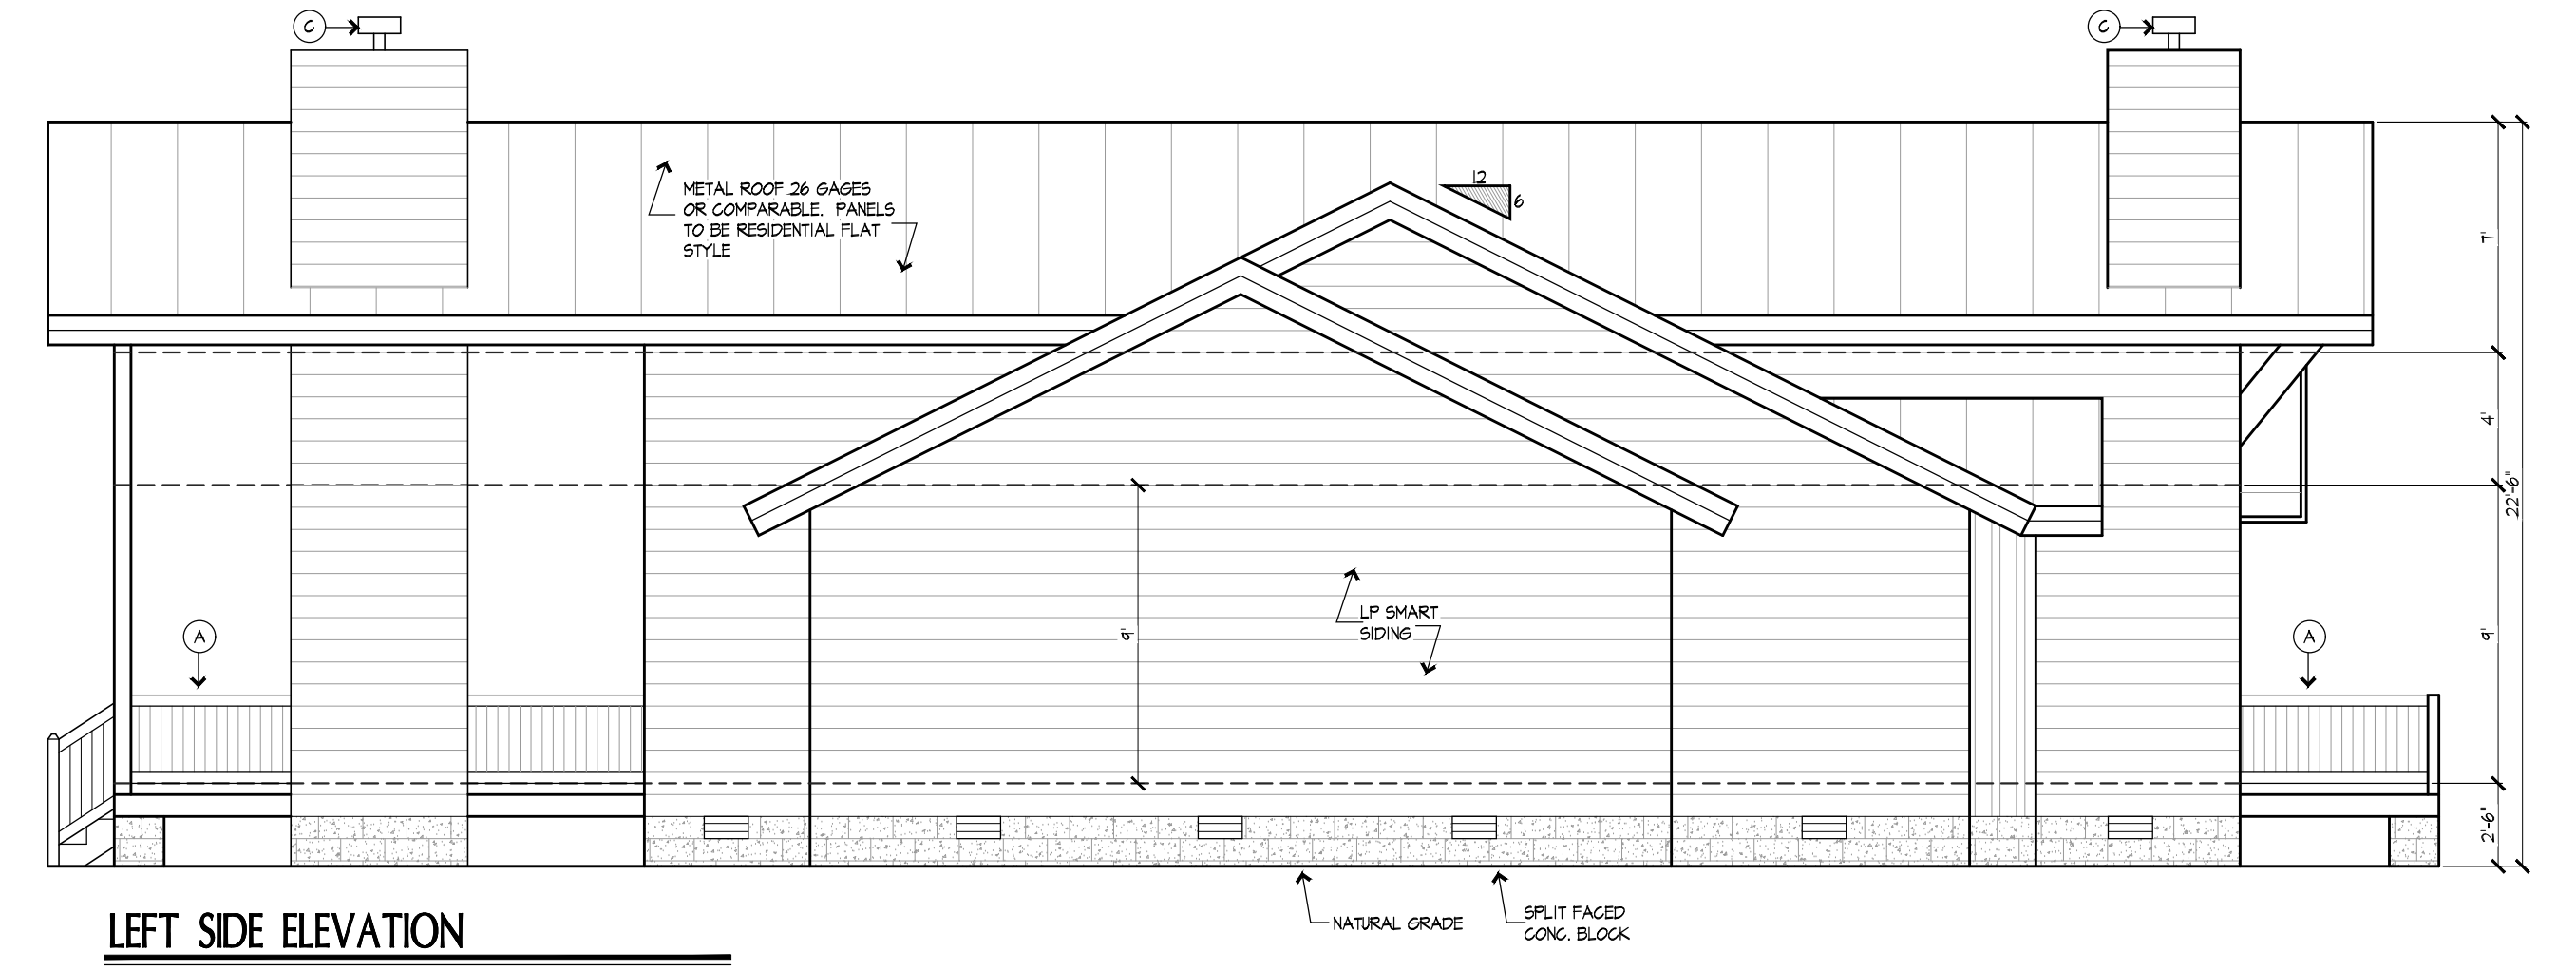 C
C
METAL ROOF 26 GAGES
OR COMPARABLE. PANELS
TO BE RESIDENTIAL FLAT
STYLE
12
6
7'
4'
22'-6"
9'
9'
LP SMART
SIDING
A
A
2'-6"
NATURAL GRADE
SPLIT FACED
CONC. BLOCK
LEFT SIDE ELEVATION